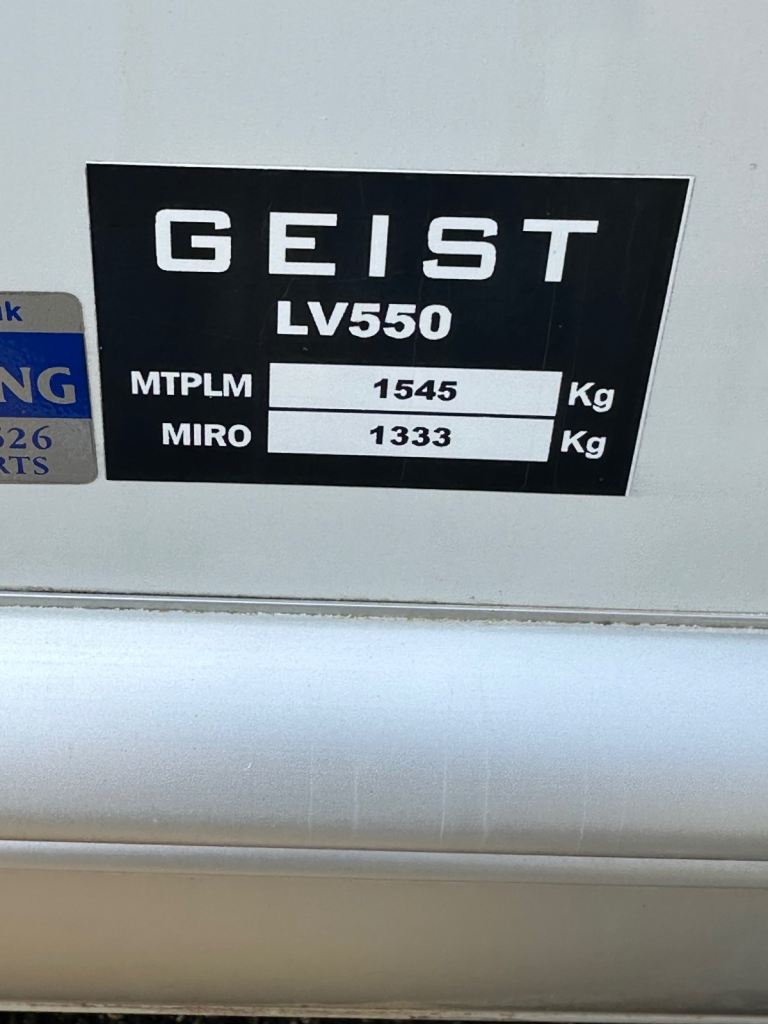 GEIST
LV550
MTPLM 1545 Kg
MIRO 1333 Kg
NG
526
RTS